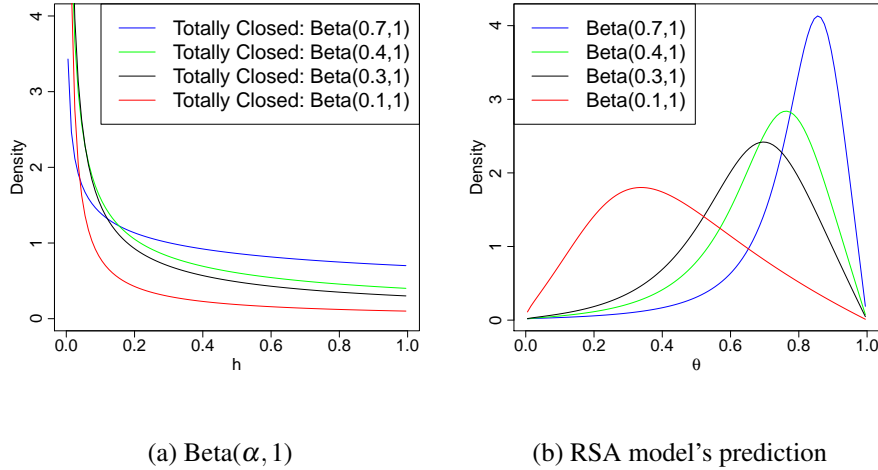 Totally Closed: Beta(0.7,1)
Totally Closed: Beta(0.4,1)
Totally Closed: Beta(0.3,1)
Totally Closed: Beta(0.1,1)
Density
0
1
2
3
4
0.0 0.2 0.4 0.6 0.8 1.0
h
(a) Beta(α, 1)
Beta(0.7,1)
Beta(0.4,1)
Beta(0.3,1)
Beta(0.1,1)
Density
0
1
2
3
4
0.0 0.2 0.4 0.6 0.8 1.0
θ
(b) RSA model's prediction